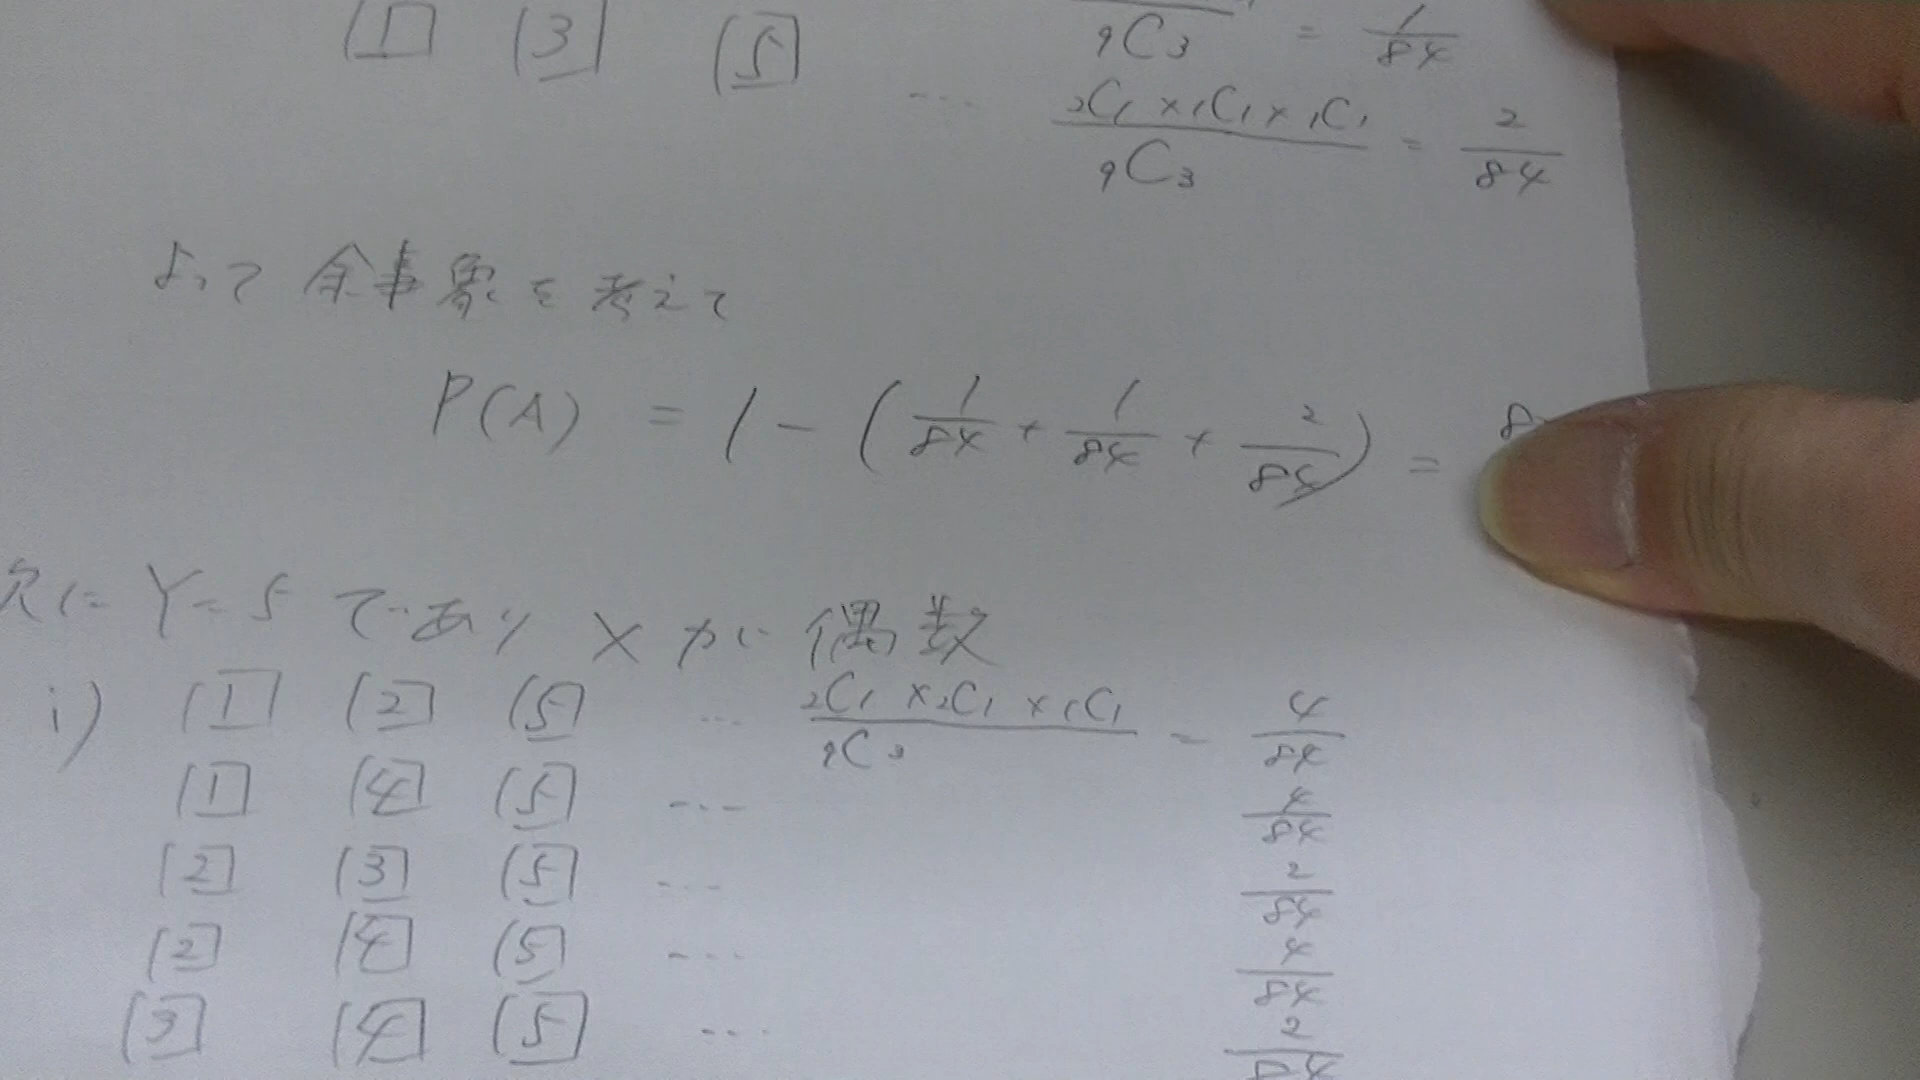 1 3 5
9C3 = 1/84
... 2C1 × 1C1 × 1C1 / 9C3 = 2/84
よって 余事象を考えて
P(A) = 1 - (1/84 + 1/84 + 2/84) = 8
次に Y=5 であり Xが偶数
i) 1 2 5 ... 2C1 × 2C1 × 1C1 / 9C3 = 4/84
1 4 5 ... 4/84
2 3 5 ... 2/84
2 4 5 ... 4/84
3 4 5 ... 2/84